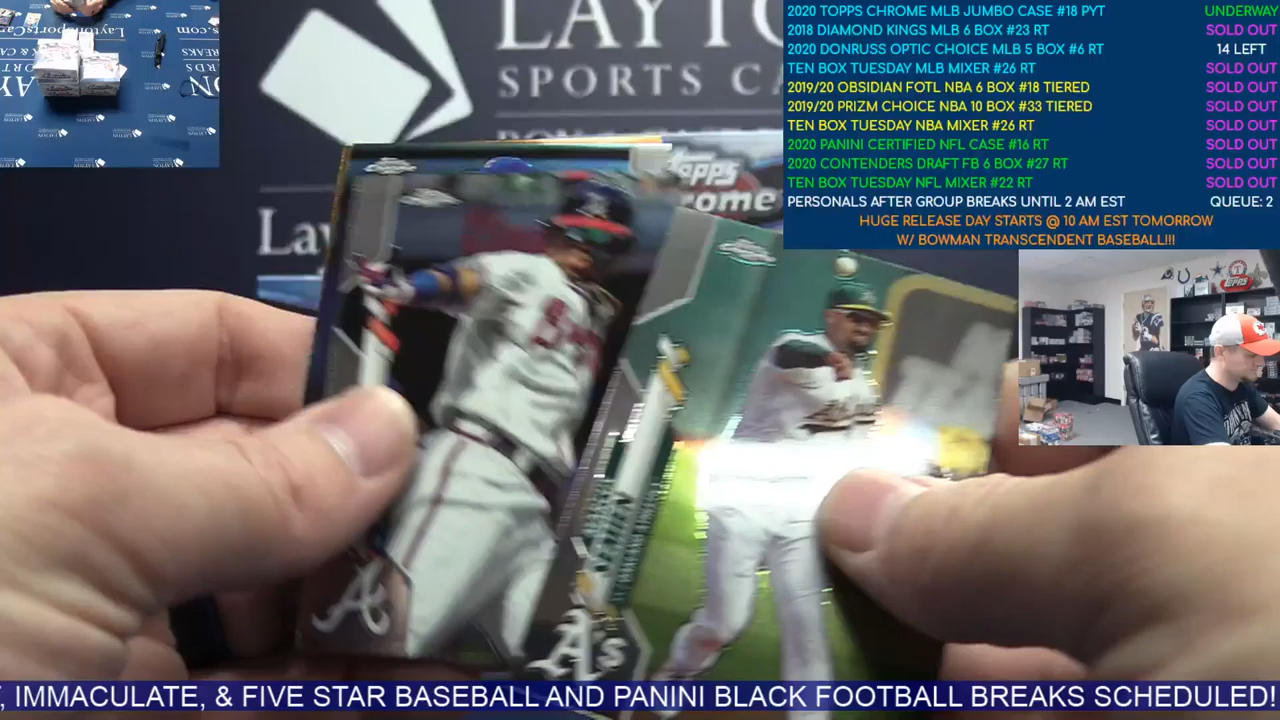 2020 TOPPS CHROME MLB JUMBO CASE #18 PYT UNDERWAY
2018 DIAMOND KINGS MLB 6 BOX #23 RT SOLD OUT
2020 DONRUSS OPTIC CHOICE MLB 5 BOX #6 RT 14 LEFT
TEN BOX TUESDAY MLB MIXER #26 RT SOLD OUT
2019/20 OBSIDIAN FOTL NBA 6 BOX #18 TIERED SOLD OUT
2019/20 PRIZM CHOICE NBA 10 BOX #33 TIERED SOLD OUT
TEN BOX TUESDAY NBA MIXER #26 RT SOLD OUT
2020 PANINI CERTIFIED NFL CASE #16 RT SOLD OUT
2020 CONTENDERS DRAFT FB 6 BOX #27 RT SOLD OUT
TEN BOX TUESDAY NFL MIXER #22 RT SOLD OUT
PERSONALS AFTER GROUP BREAKS UNTIL 2 AM EST QUEUE: 2
HUGE RELEASE DAY STARTS @ 10 AM EST TOMORROW
W/ BOWMAN TRANSCENDENT BASEBALL!!!
LAYTO
SPORTS CA
Lay
Topps
Chrome
Chrome
A
A's
TOPPS
, IMMACULATE, & FIVE STAR BASEBALL AND PANINI BLACK FOOTBALL BREAKS SCHEDULED!